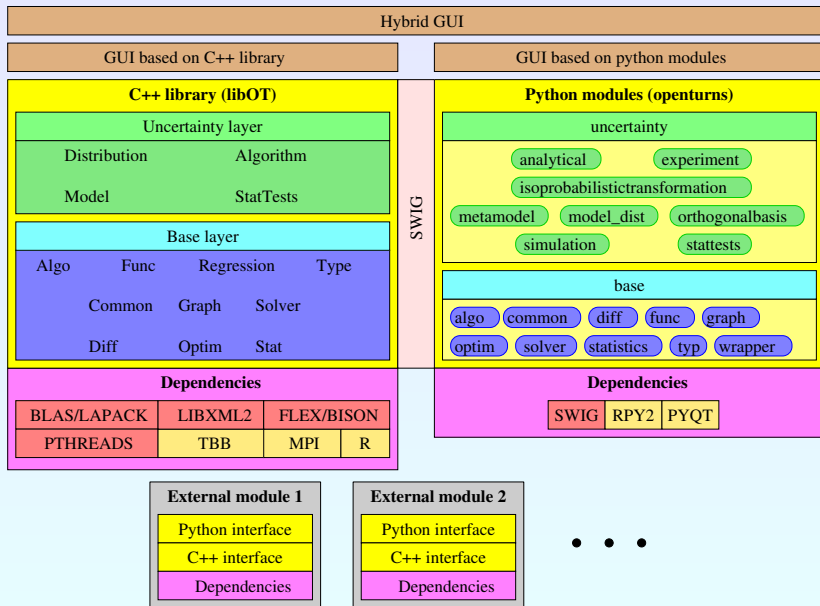 Hybrid GUI
GUI based on C++ library
GUI based on python modules
C++ library (libOT)
Uncertainty layer
Distribution Algorithm
Model StatTests
Base layer
Algo Func Regression Type
Common Graph Solver
Diff Optim Stat
Dependencies
BLAS/LAPACK LIBXML2 FLEX/BISON
PTHREADS TBB MPI R
SWIG
Python modules (openturns)
uncertainty
analytical experiment
isoprobabilistictransformation
metamodel model_dist orthogonalbasis
simulation stattests
base
algo common diff func graph
optim solver statistics typ wrapper
Dependencies
SWIG RPY2 PYQT
External module 1
Python interface
C++ interface
Dependencies
External module 2
Python interface
C++ interface
Dependencies
• • •